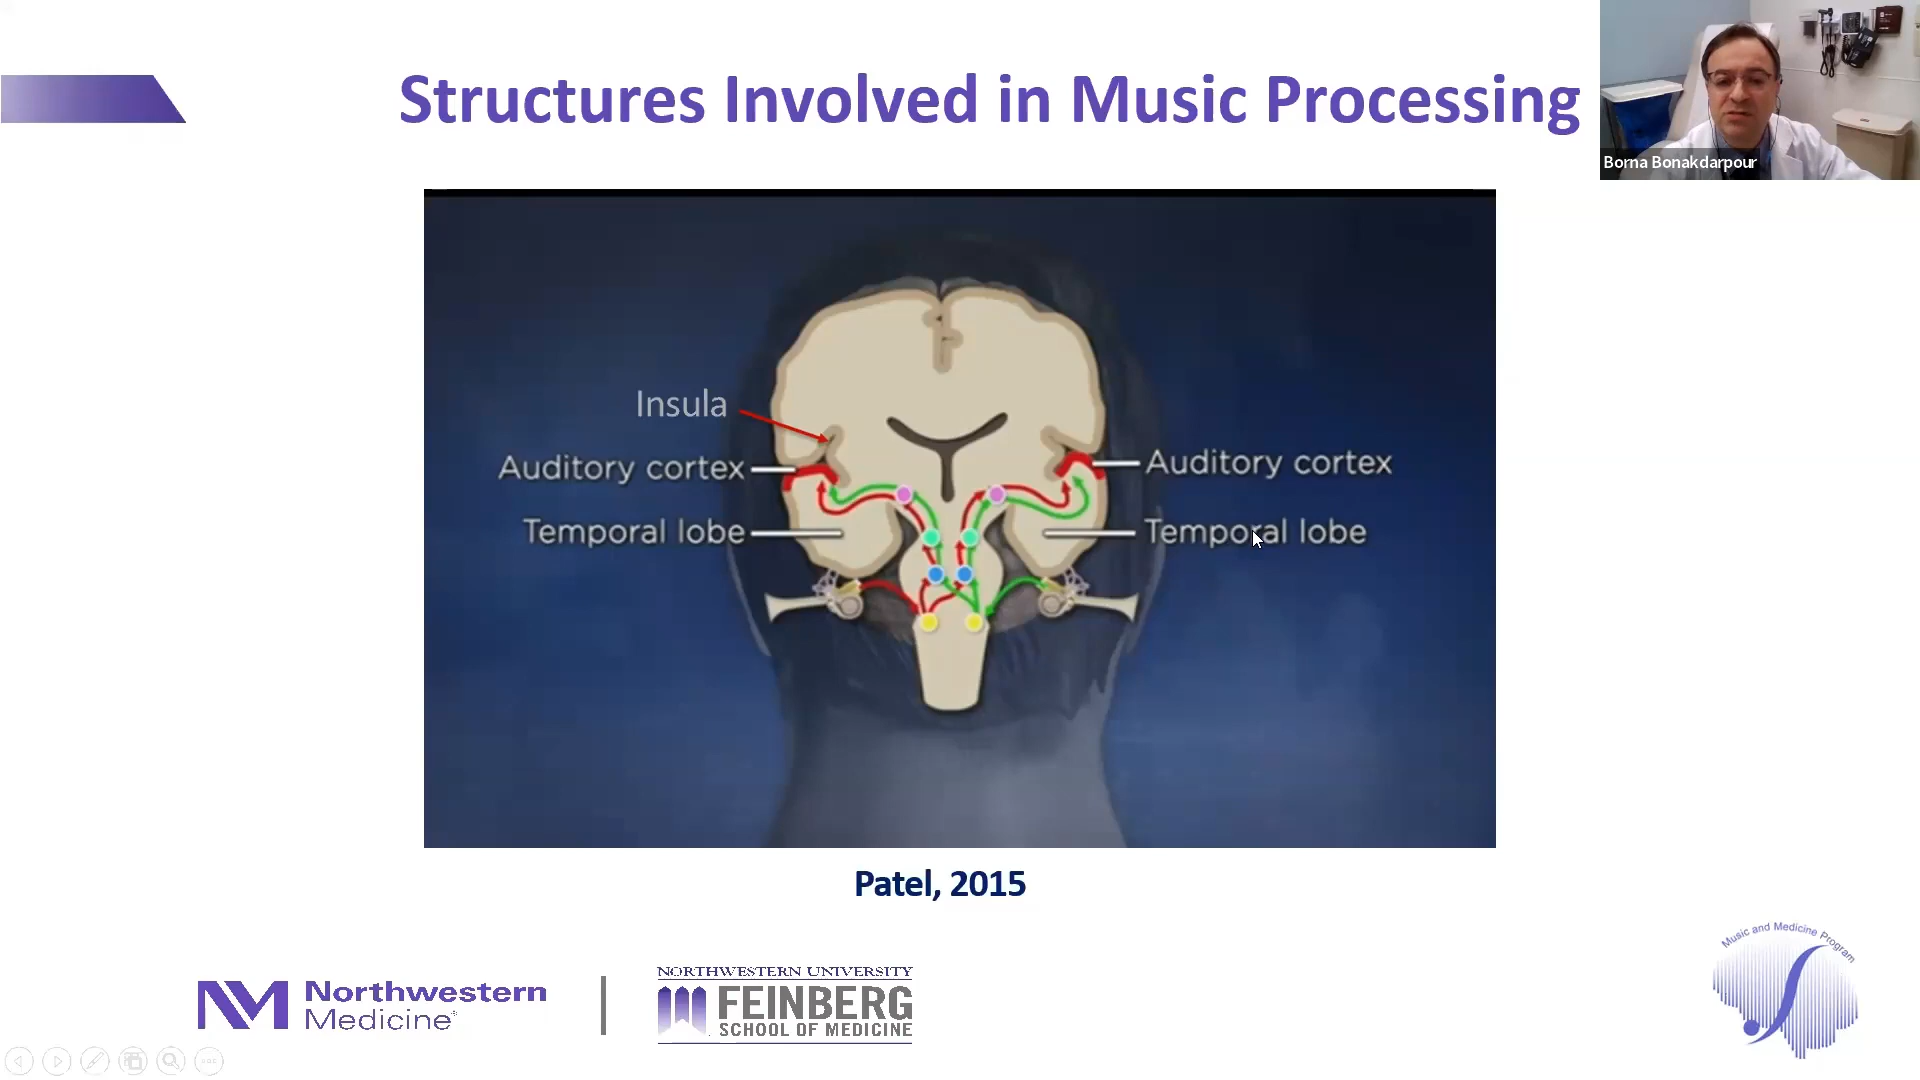 Structures Involved in Music Processing
Borna Bonakdarpour
Insula
Auditory cortex
Auditory cortex
Temporal lobe
Temporal lobe
Patel, 2015
Northwestern
Medicine®
NORTHWESTERN UNIVERSITY
FEINBERG
SCHOOL OF MEDICINE
Music and Medicine Program